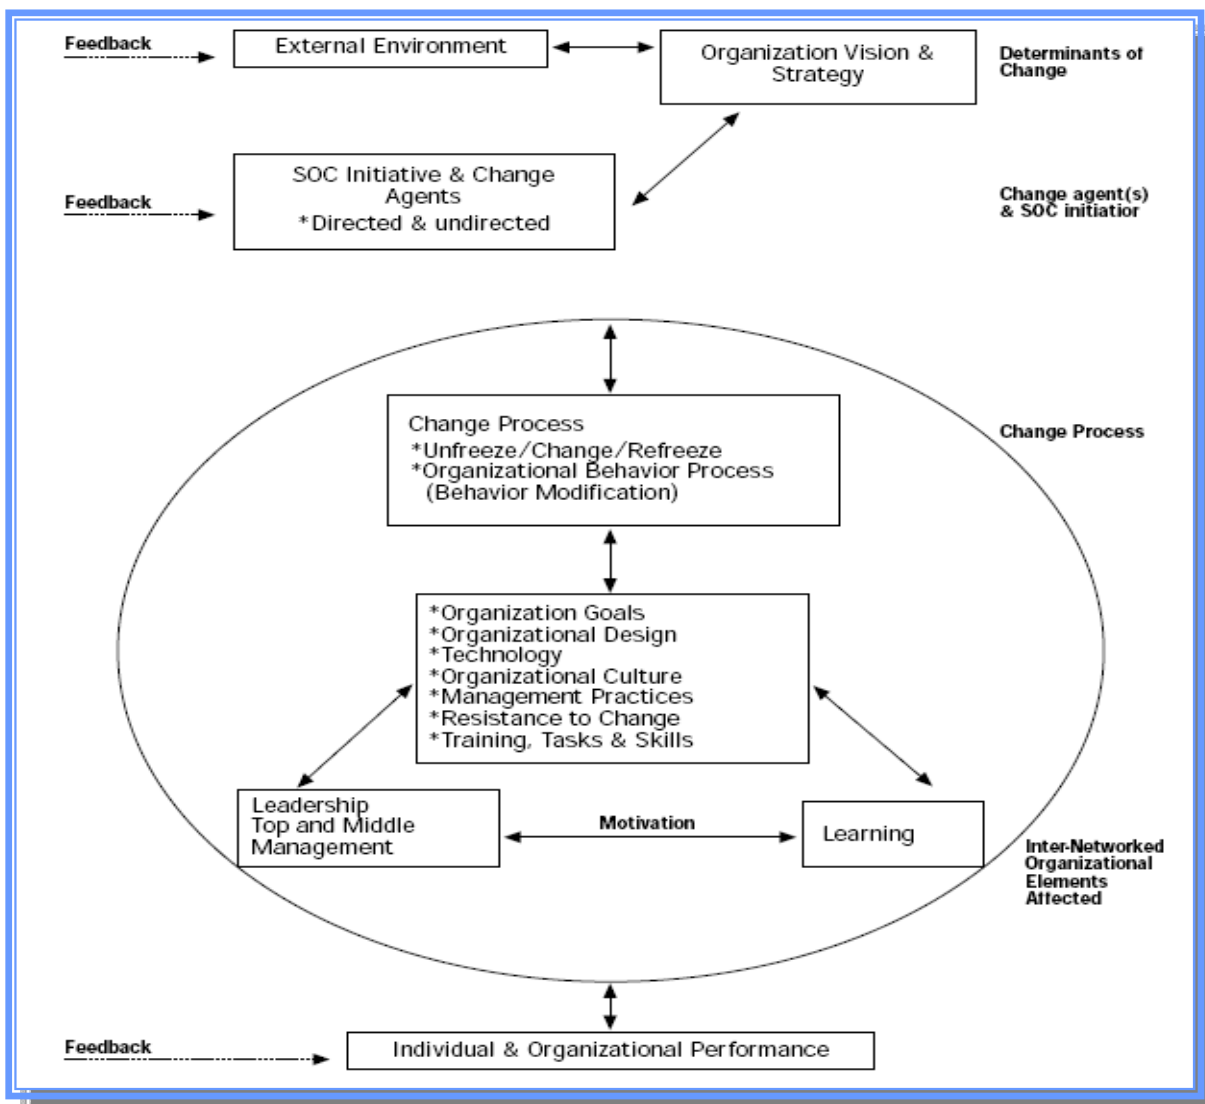 Feedback
External Environment
Organization Vision &
Strategy
Determinants of
Change
SOC Initiative & Change
Agents
*Directed & undirected
Feedback
Change agent(s)
& SOC initiatior
Change Process
*Unfreeze/Change/Refreeze
*Organizational Behavior Process
(Behavior Modification)
Change Process
*Organization Goals
*Organizational Design
*Technology
*Organizational Culture
*Management Practices
*Resistance to Change
*Training, Tasks & Skills
Leadership
Top and Middle
Management
Motivation
Learning
Inter-Networked
Organizational
Elements
Affected
Feedback
Individual & Organizational Performance